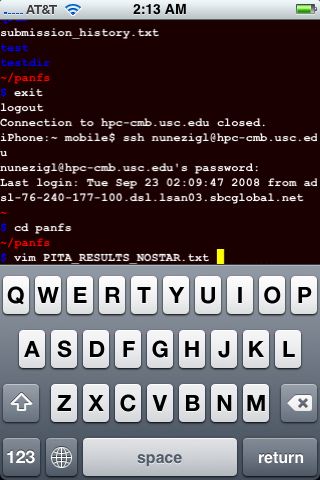 AT&T 2:13 AM
submission_history.txt
test
testdir
~/panfs
$ exit
logout
Connection to hpc-cmb.usc.edu closed.
iPhone:~ mobile$ ssh nunezigl@hpc-cmb.usc.ed
u
nunezigl@hpc-cmb.usc.edu's password:
Last login: Tue Sep 23 02:09:47 2008 from ad
sl-76-240-177-100.dsl.lsan03.sbcglobal.net
~
$ cd panfs
~/panfs
$ vim PITA_RESULTS_NOSTAR.txt
Q W E R T Y U I O P
A S D F G H J K L
Z X C V B N M
123 space return